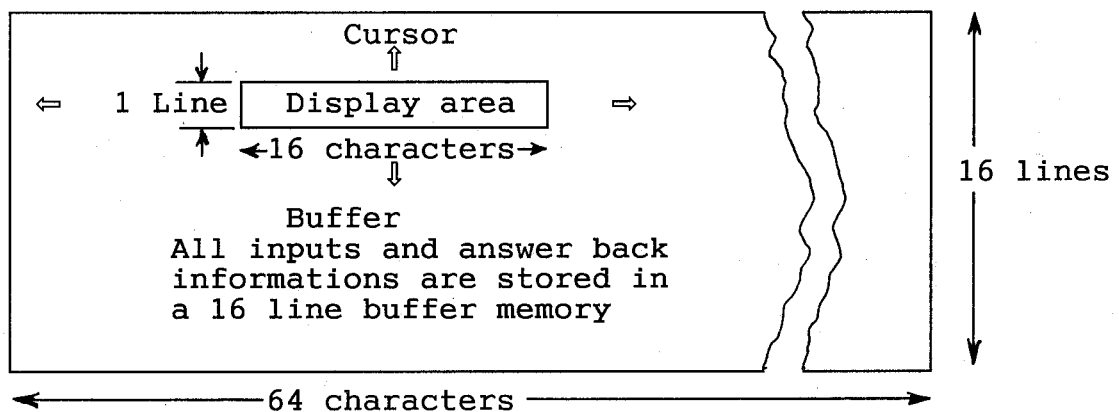 Cursor
1 Line
Display area
16 characters
16 lines
Buffer
All inputs and answer back
informations are stored in
a 16 line buffer memory
64 characters